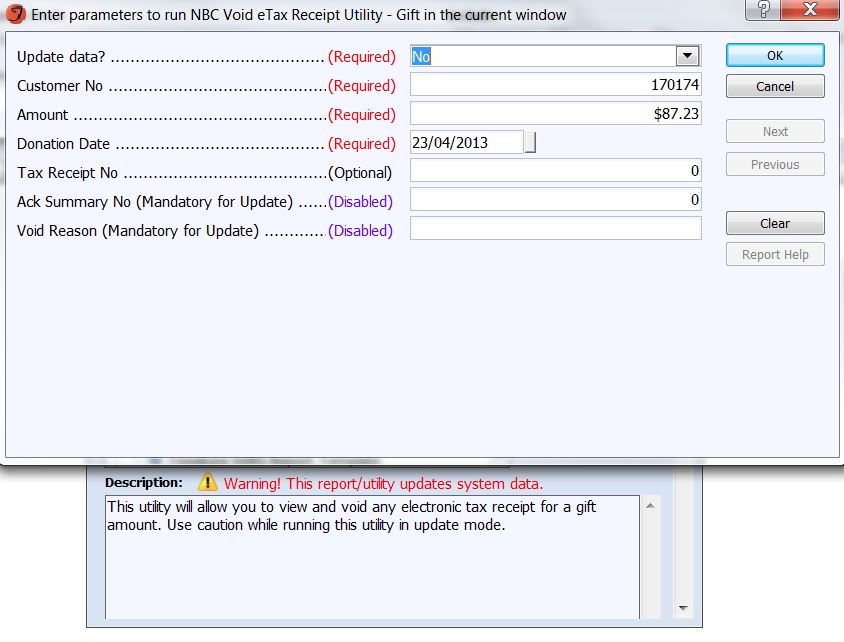 Enter parameters to run NBC Void eTax Receipt Utility - Gift in the current window
Update data? ........................................... (Required) No
OK
Customer No ........................................... (Required) 170174
Cancel
Amount ................................................. (Required) $87.23
Next
Donation Date ......................................... (Required) 23/04/2013
Previous
Tax Receipt No ........................................ (Optional) 0
Ack Summary No (Mandatory for Update) ...... (Disabled) 0
Clear
Void Reason (Mandatory for Update) ............ (Disabled)
Report Help
Description: Warning! This report/utility updates system data.
This utility will allow you to view and void any electronic tax receipt for a gift
amount. Use caution while running this utility in update mode.